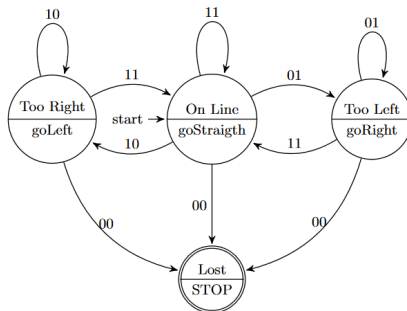 10
11
01
11
01
Too Right
On Line
Too Left
start
goLeft
goStraigth
goRight
10
11
00
00
00
Lost
STOP